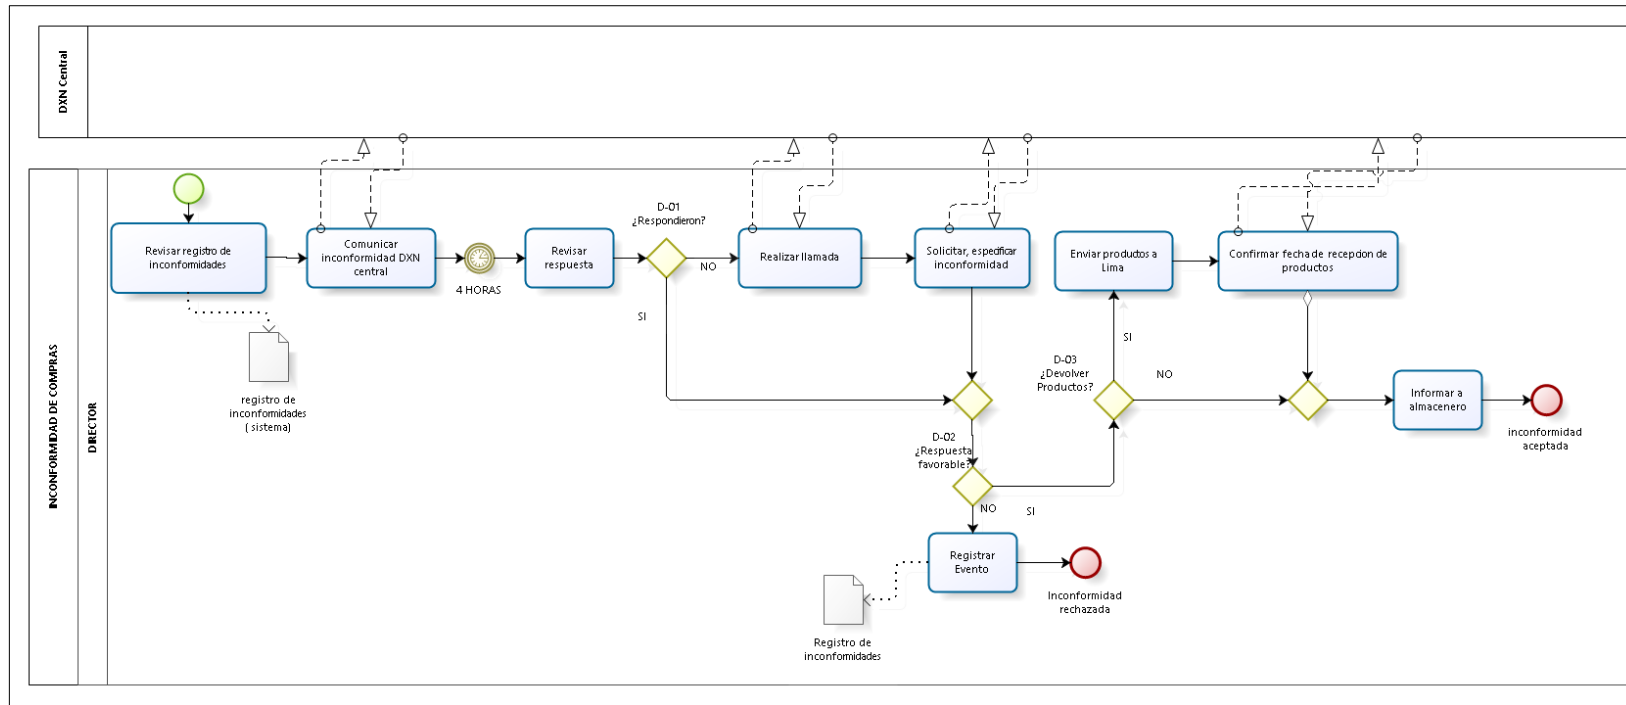 DXN Central
INCONFORMIDAD DE COMPRAS
DIRECTOR
Revisar registro de
inconformidades
registro de
inconformidades
( sistema)
Comunicar
inconformidad DXN
central
4 HORAS
Revisar
respuesta
D-01
¿Respondieron?
NO
SI
Realizar llamada
Solicitar, especificar
inconformidad
D-02
¿Respuesta
favorable?
NO
SI
Registrar
Evento
Registro de
inconformidades
Inconformidad
rechazada
D-03
¿Devolver
Productos?
SI
NO
Enviar productos a
Lima
Confirmar fecha de recepcion de
productos
Informar a
almacenero
inconformidad
aceptada